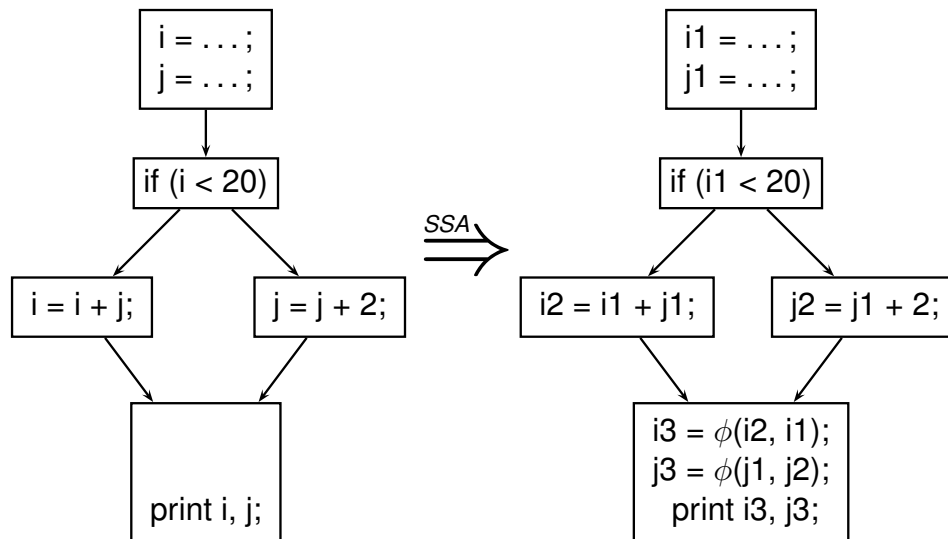 i = . . . ;
j = . . . ;
if (i < 20)
i = i + j;
j = j + 2;
print i, j;
SSA
i1 = . . . ;
j1 = . . . ;
if (i1 < 20)
i2 = i1 + j1;
j2 = j1 + 2;
i3 = ϕ(i2, i1);
j3 = ϕ(j1, j2);
print i3, j3;